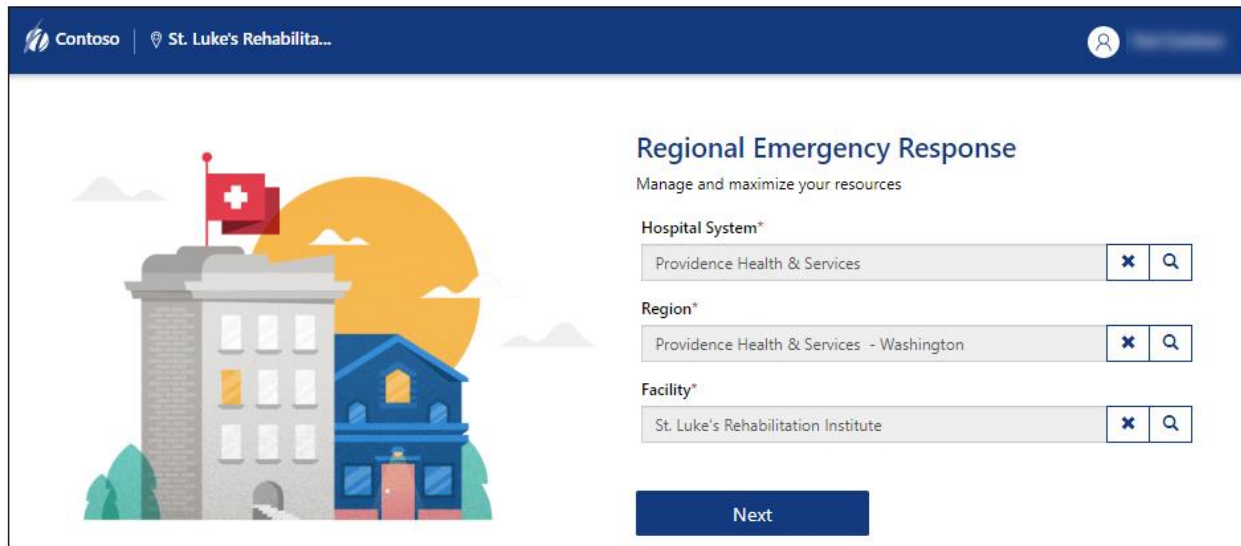 Contoso
St. Luke's Rehabilita...
Regional Emergency Response
Manage and maximize your resources
Hospital System*
Providence Health & Services
Region*
Providence Health & Services - Washington
Facility*
St. Luke's Rehabilitation Institute
Next